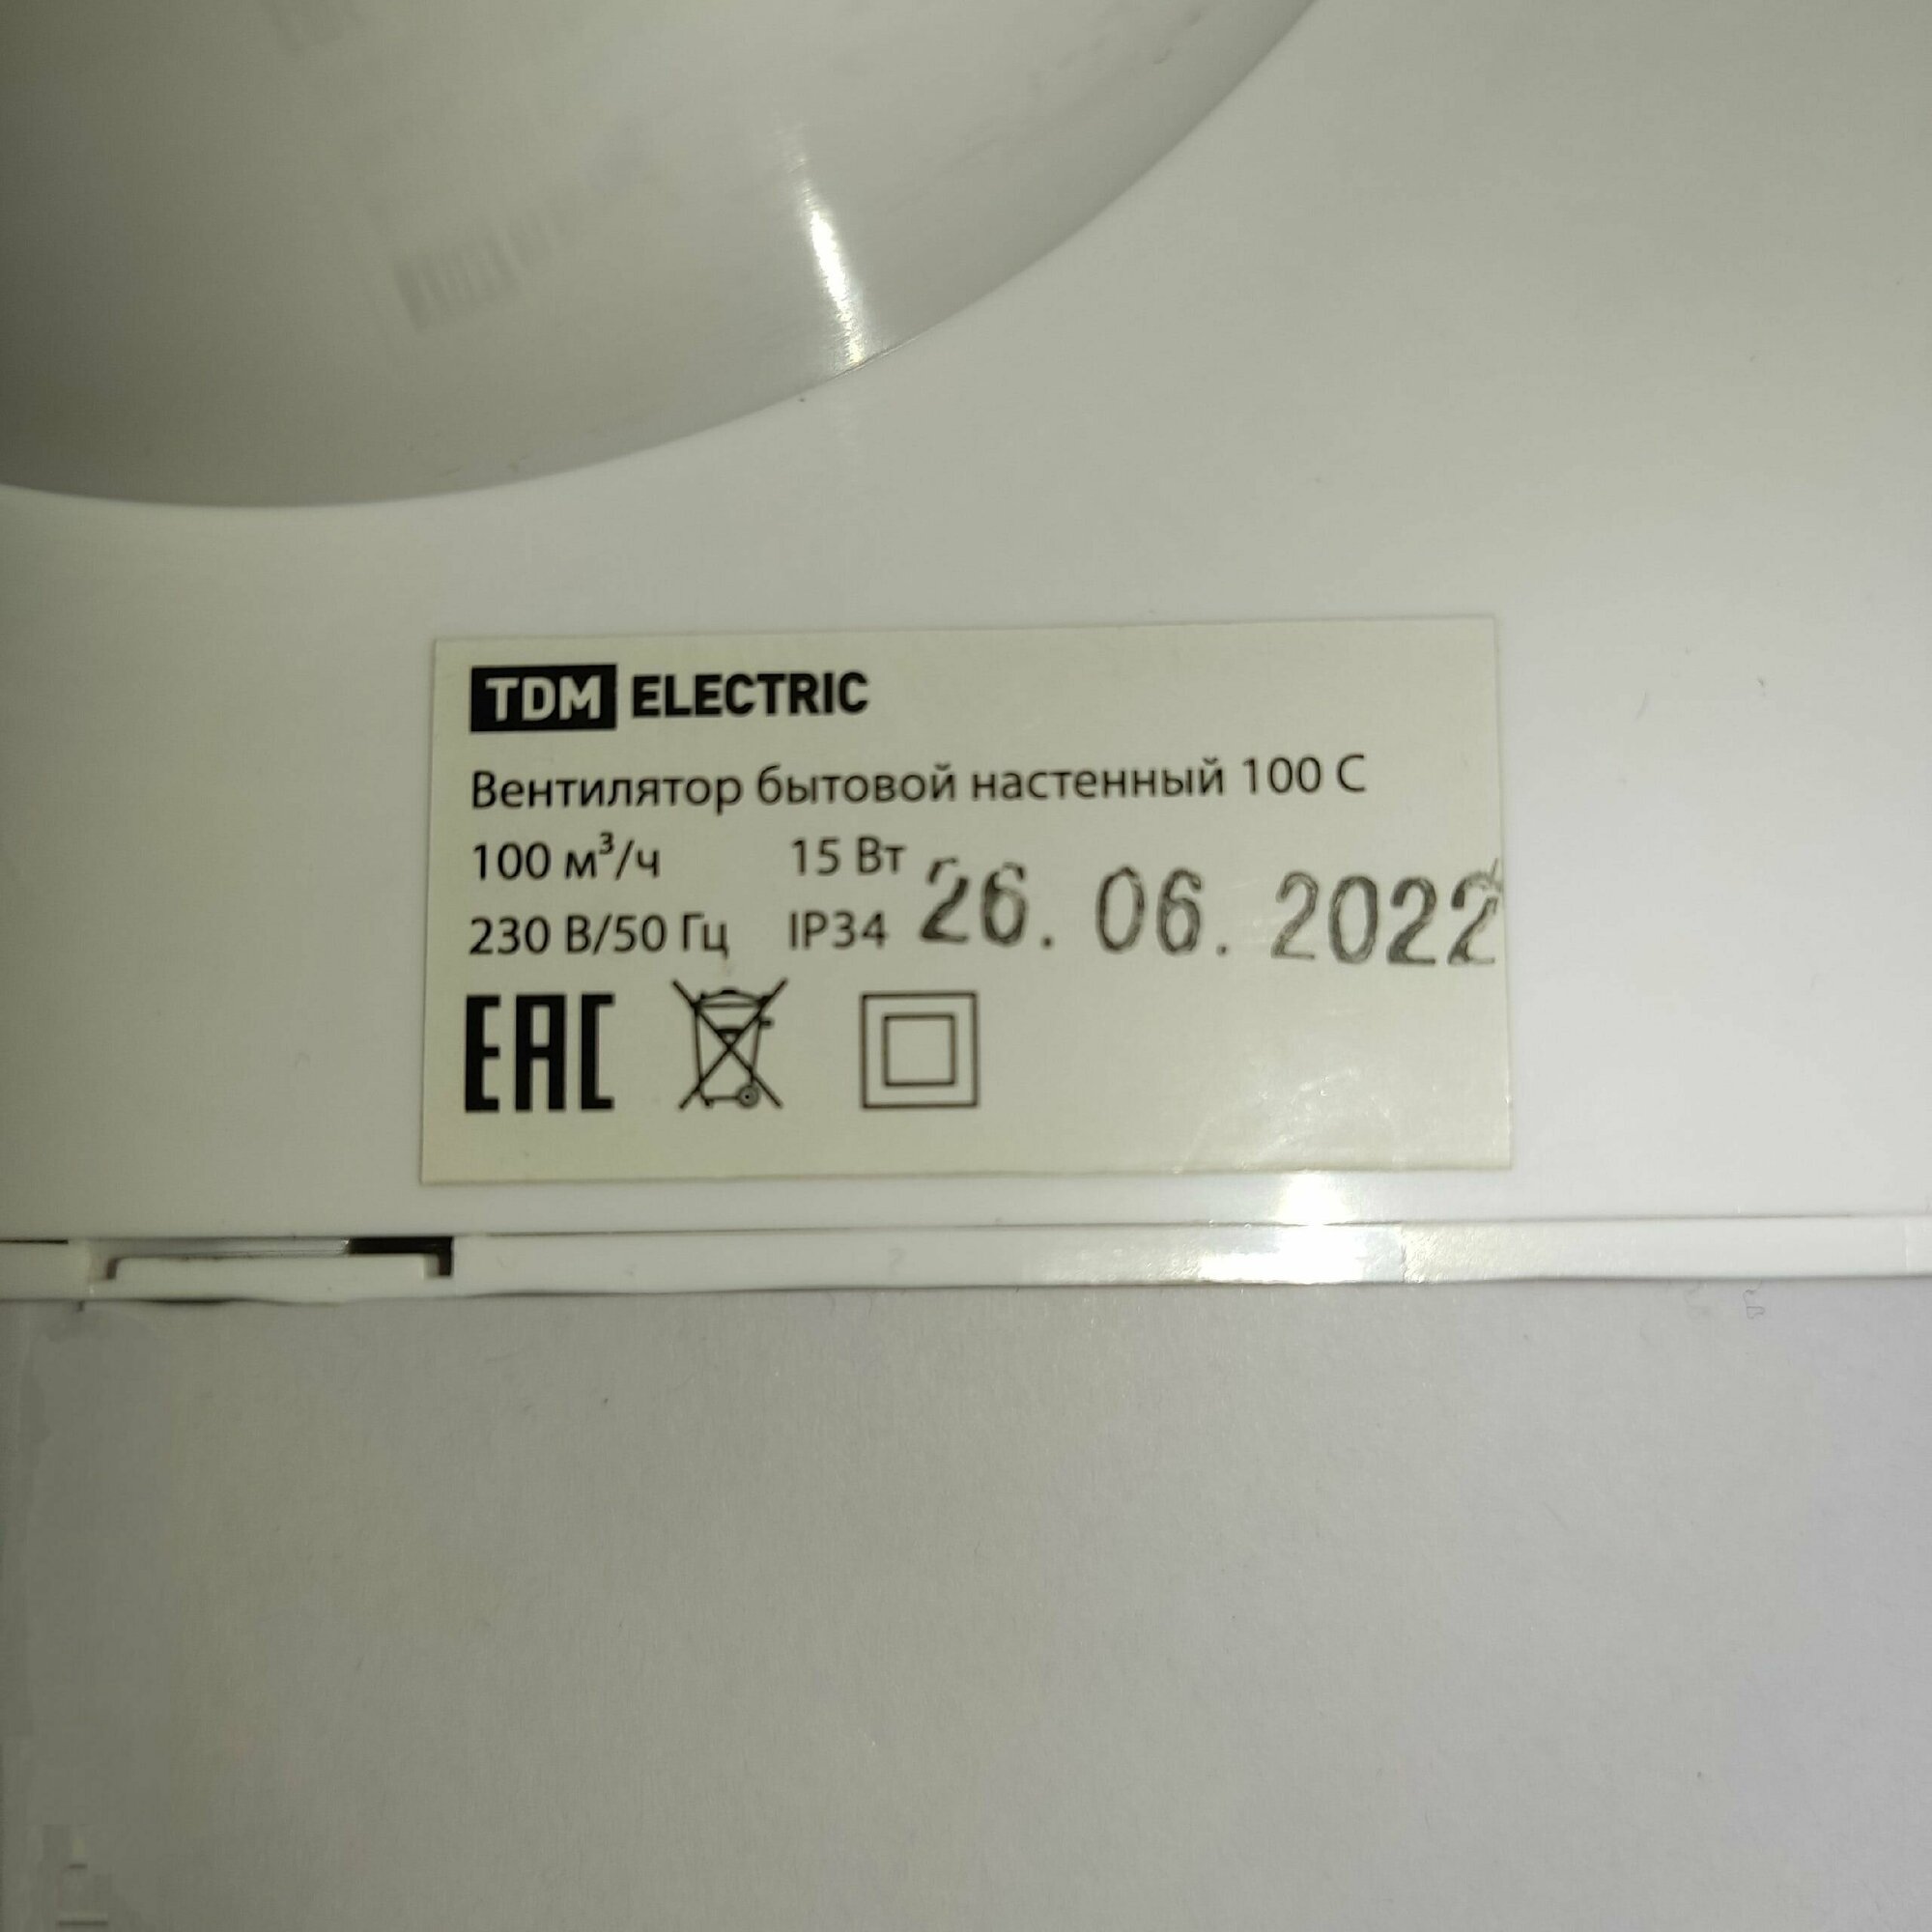 TDM ELECTRIC
Вентилятор бытовой настенный 100 С
100 м³/ч 15 Вт
230 В/50 Гц IP34 26. 06. 2022
EAC